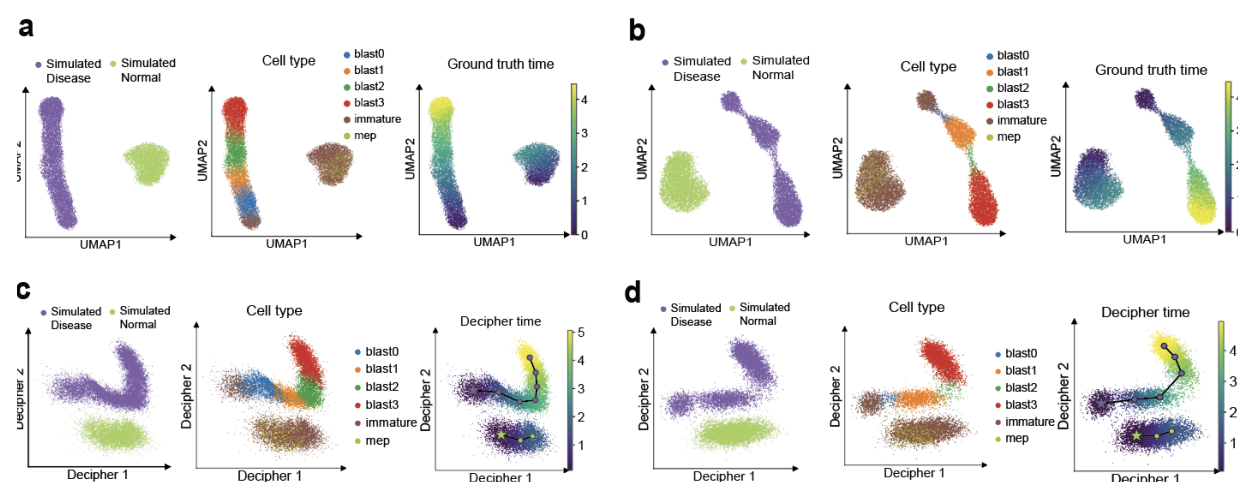 a
Simulated Disease
Simulated Normal
Cell type
blast0
blast1
blast2
blast3
immature
mep
Ground truth time
4
3
2
1
0
UMAP2
UMAP2
UMAP1
UMAP1
UMAP1
b
Simulated Disease
Simulated Normal
Cell type
blast0
blast1
blast2
blast3
immature
mep
Ground truth time
UMAP2
UMAP2
UMAP2
UMAP1
UMAP1
UMAP1
c
Simulated Disease
Simulated Normal
Cell type
blast0
blast1
blast2
blast3
immature
mep
Decipher time
5
4
3
2
1
Decipher 2
Decipher 2
Decipher 2
Decipher 1
Decipher 1
Decipher 1
d
Simulated Disease
Simulated Normal
Cell type
blast0
blast1
blast2
blast3
immature
mep
Decipher time
4
3
2
1
Decipher 2
Decipher 2
Decipher 2
Decipher 1
Decipher 1
Decipher 1